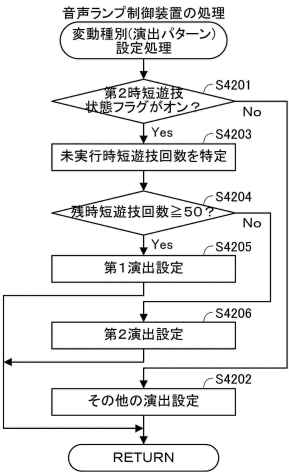 音声ランプ制御装置の処理
変動種別(演出パターン)
設定処理
S4201
第2時短遊技
状態フラグがオン?
No
Yes
S4203
未実行時短遊技回数を特定
S4204
残時短遊技回数≧50?
No
Yes
S4205
第1演出設定
S4206
第2演出設定
S4202
その他の演出設定
RETURN